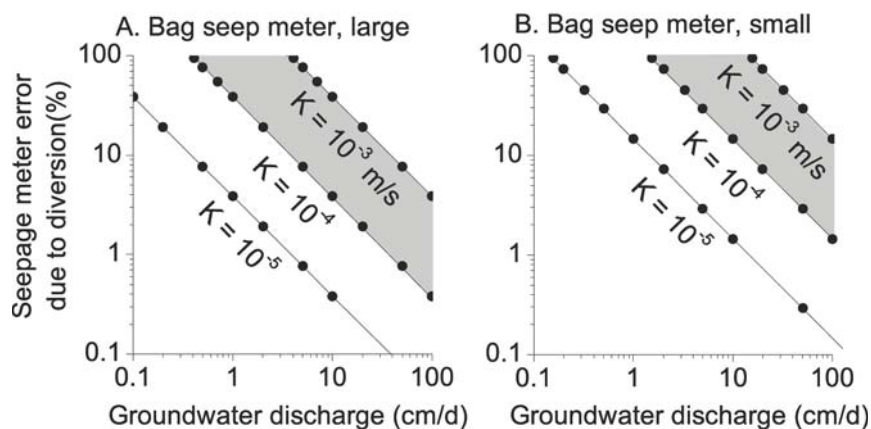 A. Bag seep meter, large
B. Bag seep meter, small
Seepage meter error
due to diversion(%)
100
10
1
0.1
K = 10-3 m/s
K = 10-4
K = 10-5
0.1 1 10 100
Groundwater discharge (cm/d)
100
10
1
0.1
K = 10-3 m/s
K = 10-4
K = 10-5
0.1 1 10 100
Groundwater discharge (cm/d)